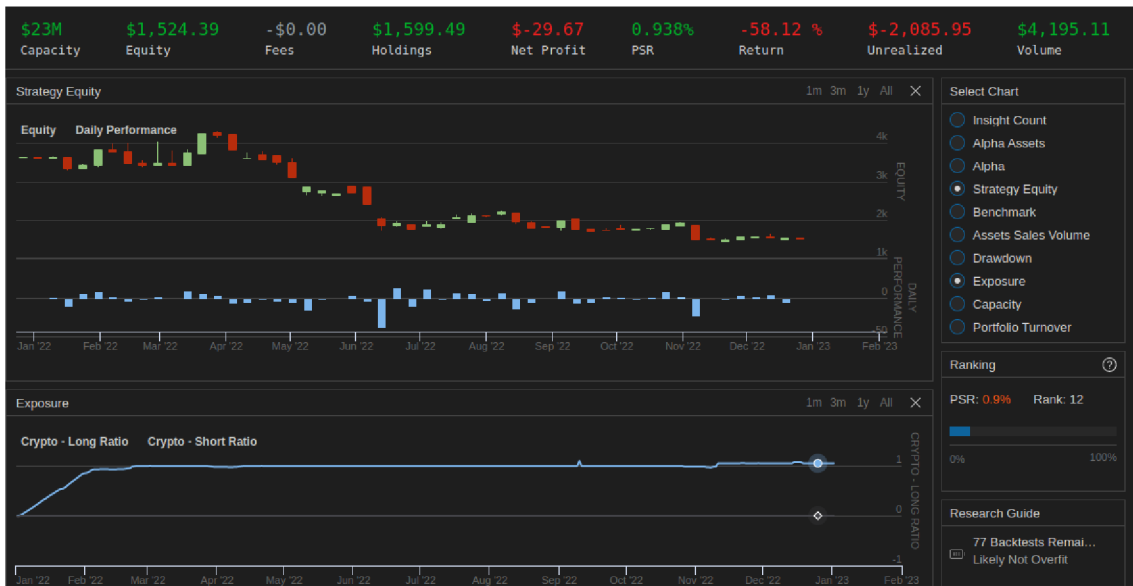 $23M $1,524.39 -$0.00 $1,599.49 $-29.67 0.938% -58.12 % $-2,085.95 $4,195.11
Capacity Equity Fees Holdings Net Profit PSR Return Unrealized Volume
Strategy Equity 1m 3m 1y All
Equity Daily Performance
4k
3k
2k
1k
EQUITY
0
-50
DAILY
PERFORMANCE
Jan '22 Feb '22 Mar '22 Apr '22 May '22 Jun '22 Jul '22 Aug '22 Sep '22 Oct '22 Nov '22 Dec '22 Jan '23 Feb '23
Exposure 1m 3m 1y All
Crypto - Long Ratio Crypto - Short Ratio
1
0
-1
CRYPTO - LONG RATIO
Jan '22 Feb '22 Mar '22 Apr '22 May '22 Jun '22 Jul '22 Aug '22 Sep '22 Oct '22 Nov '22 Dec '22 Jan '23 Feb '23
Select Chart
Insight Count
Alpha Assets
Alpha
Strategy Equity
Benchmark
Assets Sales Volume
Drawdown
Exposure
Capacity
Portfolio Turnover
Ranking ?
PSR: 0.9% Rank: 12
0% 100%
Research Guide
77 Backtests Remai...
Likely Not Overfit